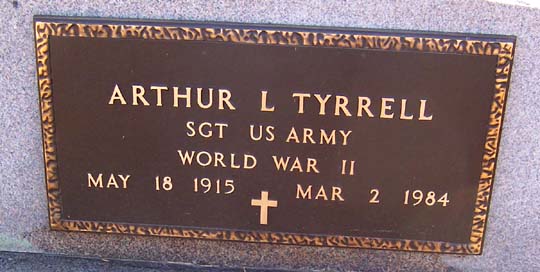 ARTHUR L TYRRELL
SGT US ARMY
WORLD WAR II
MAY 18 1915 MAR 2 1984